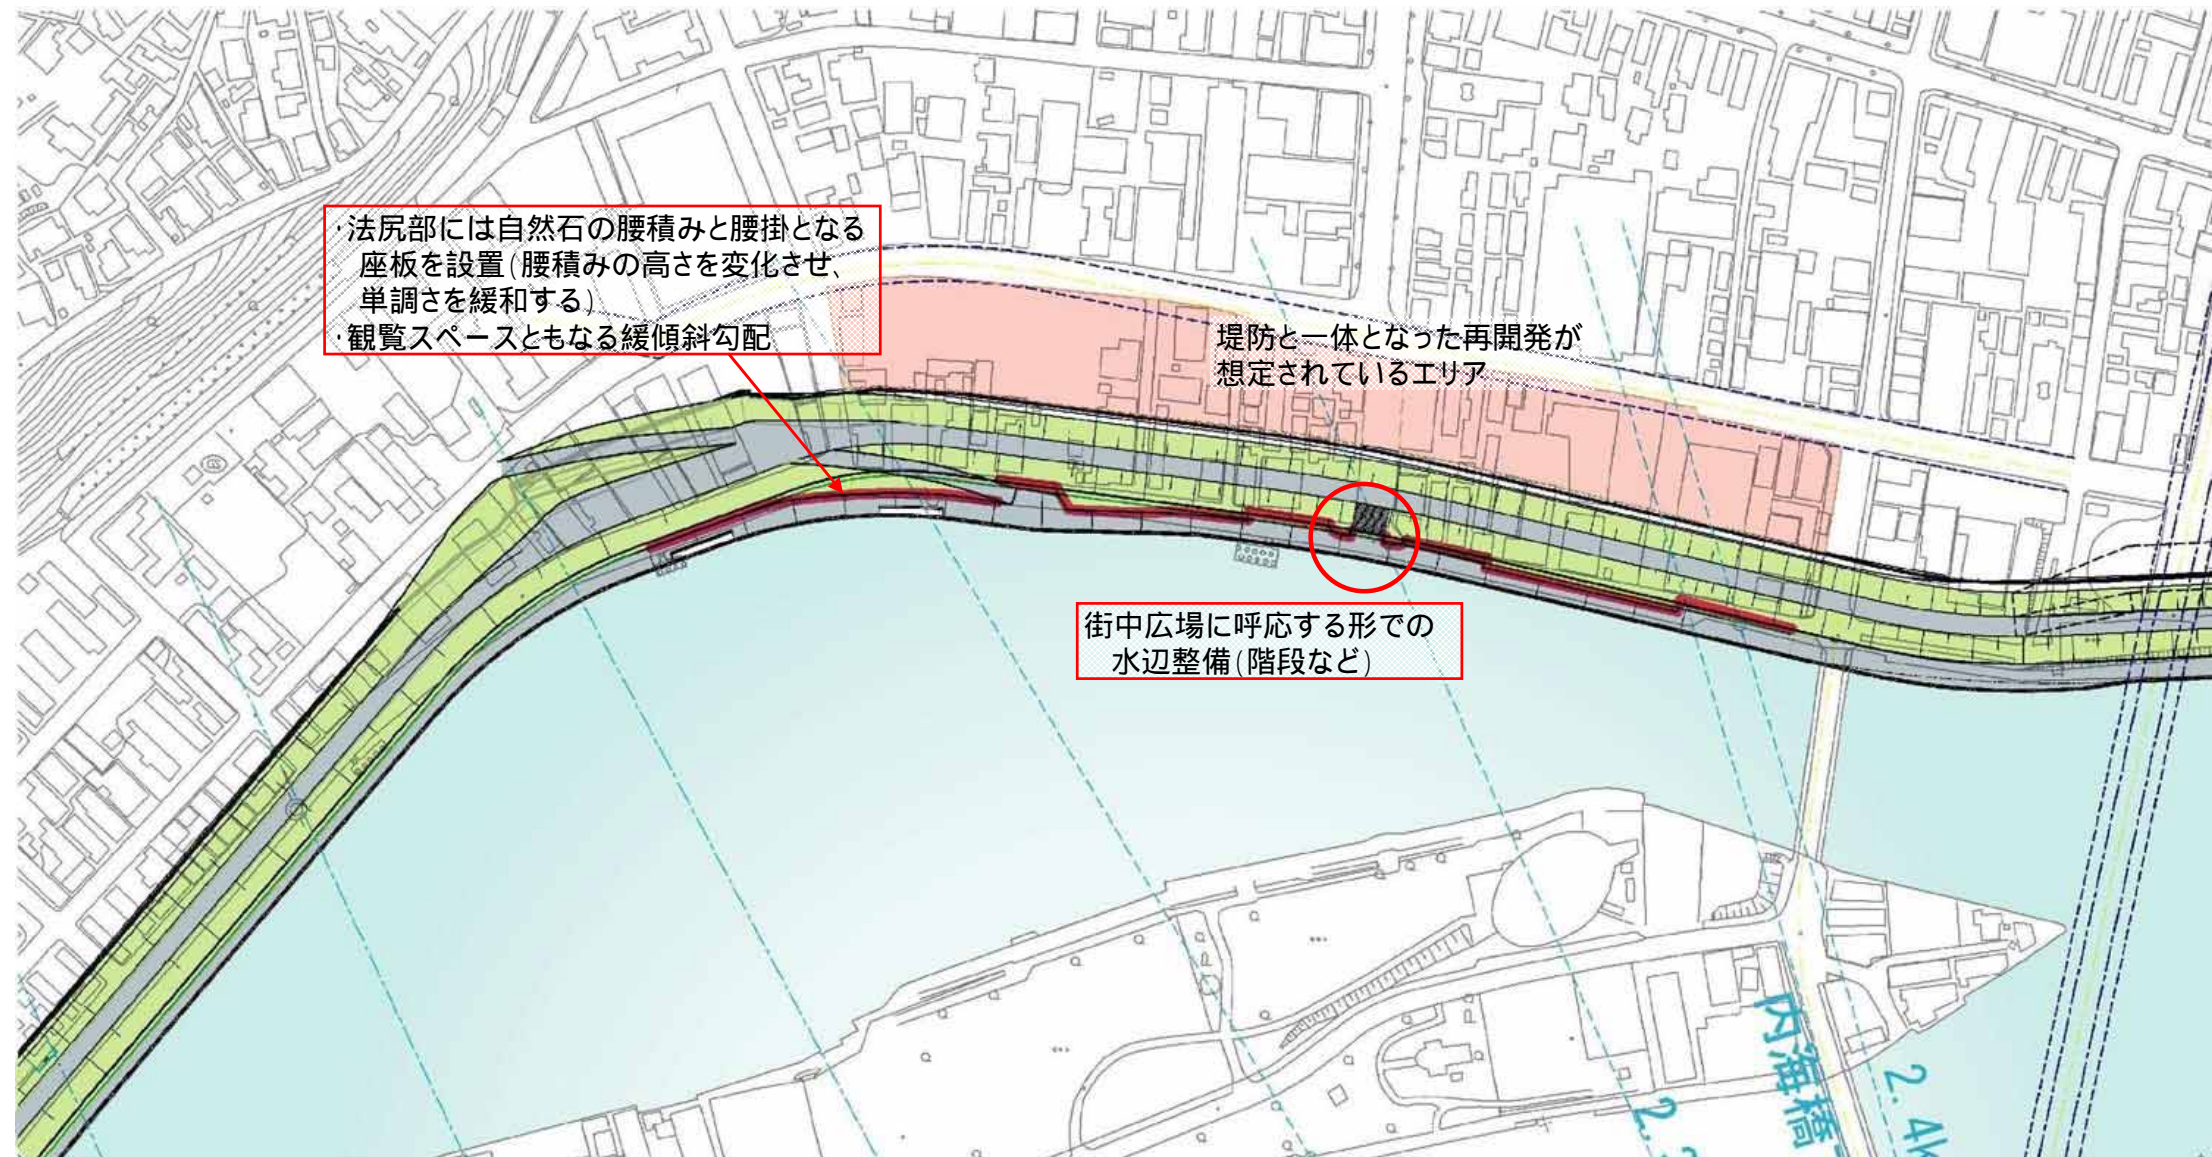 ・法尻部には自然石の腰積みと腰掛となる
座板を設置(腰積みの高さを変化させ、
単調さを緩和する)
・観覧スペースともなる緩傾斜勾配
堤防と一体となった再開発が
想定されているエリア
街中広場に呼応する形での
水辺整備(階段など)
内海橋
2.4k